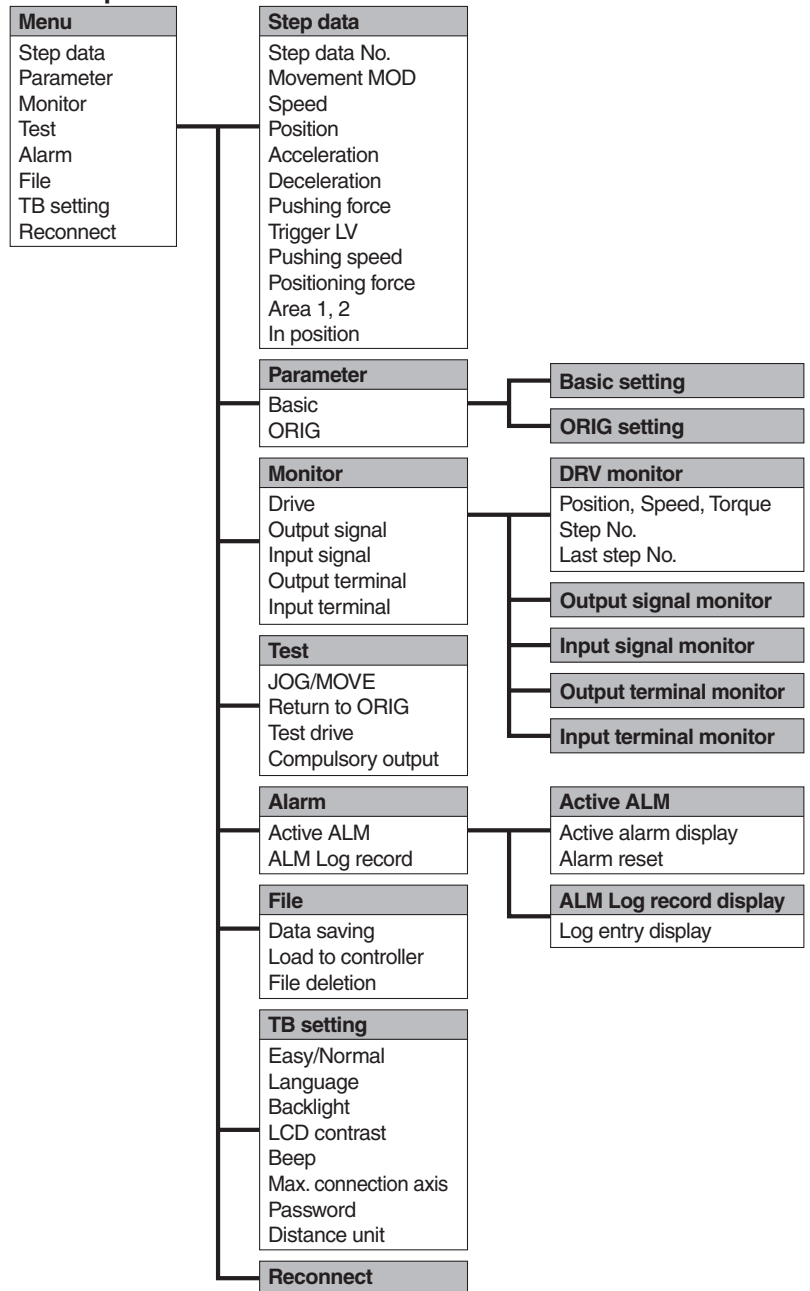 Menu
Step data
Parameter
Monitor
Test
Alarm
File
TB setting
Reconnect
Step data
Step data No.
Movement MOD
Speed
Position
Acceleration
Deceleration
Pushing force
Trigger LV
Pushing speed
Positioning force
Area 1, 2
In position
Parameter
Basic
ORIG
Basic setting
ORIG setting
Monitor
Drive
Output signal
Input signal
Output terminal
Input terminal
DRV monitor
Position, Speed, Torque
Step No.
Last step No.
Output signal monitor
Input signal monitor
Output terminal monitor
Input terminal monitor
Test
JOG/MOVE
Return to ORIG
Test drive
Compulsory output
Alarm
Active ALM
ALM Log record
Active ALM
Active alarm display
Alarm reset
ALM Log record display
Log entry display
File
Data saving
Load to controller
File deletion
TB setting
Easy/Normal
Language
Backlight
LCD contrast
Beep
Max. connection axis
Password
Distance unit
Reconnect